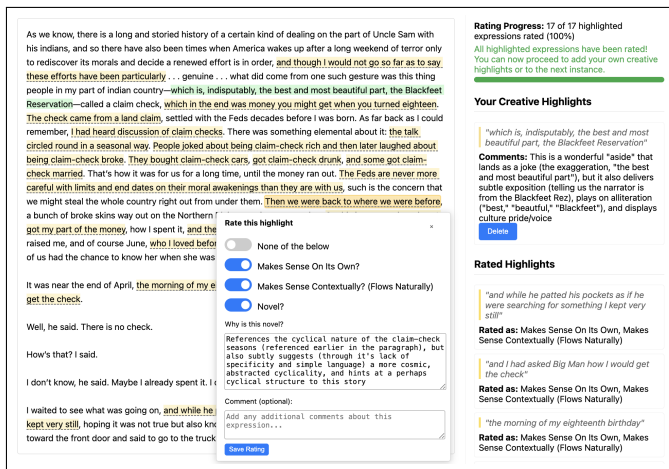 As we know, there is a long and storied history of a certain kind of dealing on the part of Uncle Sam with
his indians, and so there have also been times when America wakes up after a long weekend of terror only
to rediscover its morals and decide a renewed effort is in order, and though I would not go so far as to say
these efforts have been particularly . . . genuine . . . what did come from one such gesture was this thing
people in my part of indian country—which is, indisputably, the best and most beautiful part, the Blackfeet
Reservation—called a claim check, which in the end was money you might get when you turned eighteen.
The check came from a land claim, settled with the Feds decades before I was born. As far back as I could
remember, I had heard discussion of claim checks. There was something elemental about it: the talk
circled round in a seasonal way. People joked about being claim-check rich and then later laughed about
being claim-check broke. They bought claim-check cars, got claim-check drunk, and some got claim-
check married. That's how it was for us for a long time, until the money ran out. The Feds are never more
careful with limits and end dates on their moral awakenings than they are with us, such is the concern that
we might steal the whole country right out from under them. Then we were back to where we were before,
a bunch of broke skins way out on the Northern
got my part of the money, how I spent it, and the
raised me, and of course June, who I loved befor
of us had the chance to know her when she was
It was near the end of April, the morning of my e
get the check.
Well, he said. There is no check.
How's that? I said.
I don't know, he said. Maybe I already spent it. I
I waited to see what was going on, and while he
kept very still, hoping it was not true but also kno
toward the front door and said to go to the truck
Rate this highlight
×
None of the below
Makes Sense On Its Own?
Makes Sense Contextually? (Flows Naturally)
Novel?
Why is this novel?
References the cyclical nature of the claim-check
seasons (referenced earlier in the paragraph), but
also subtly suggests (through it's lack of
specificity and simple language) a more cosmic,
abstracted cyclicality, and hints at a perhaps
cyclical structure to this story
Comment (optional):
Add any additional comments about this
expression...
Save Rating
Rating Progress: 17 of 17 highlighted
expressions rated (100%)
All highlighted expressions have been rated!
You can now proceed to add your own creative
highlights or to the next instance.
Your Creative Highlights
"which is, indisputably, the best and most
beautiful part, the Blackfeet Reservation"
Comments: This is a wonderful "aside" that
lands as a joke (the exaggeration, "the best
and most beautiful part"), but it also delivers
subtle exposition (telling us the narrator is
from the Blackfeet Rez), plays on alliteration
("best," "beautful," "Blackfeet"), and displays
culture pride/voice
Delete
Rated Highlights
"and while he patted his pockets as if he
were searching for something I kept very
still"
Rated as: Makes Sense On Its Own, Makes
Sense Contextually (Flows Naturally)
"and I had asked Big Man how I would get
the check"
Rated as: Makes Sense On Its Own, Makes
Sense Contextually (Flows Naturally)
"the morning of my eighteenth birthday"
Rated as: Makes Sense On Its Own, Makes
Sense Contextually (Flows Naturally)